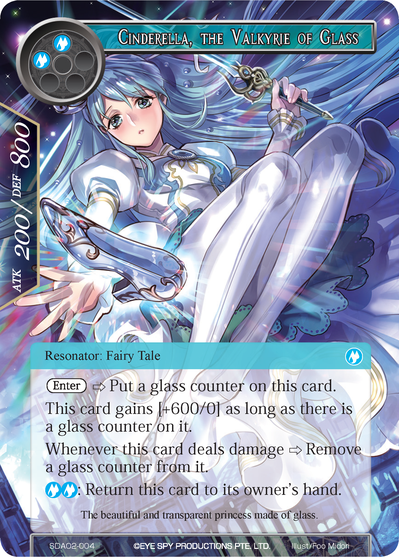 CINDERELLA, THE VALKYRIE OF GLASS
ATK 200/DEF 800
Resonator: Fairy Tale
Enter ⇨ Put a glass counter on this card.
This card gains [+600/0] as long as there is
a glass counter on it.
Whenever this card deals damage ⇨ Remove
a glass counter from it.
: Return this card to its owner's hand.
The beautiful and transparent princess made of glass.
SDAO2-004 ©EYE SPY PRODUCTIONS PTE. LTD. Illust/Foo Midori